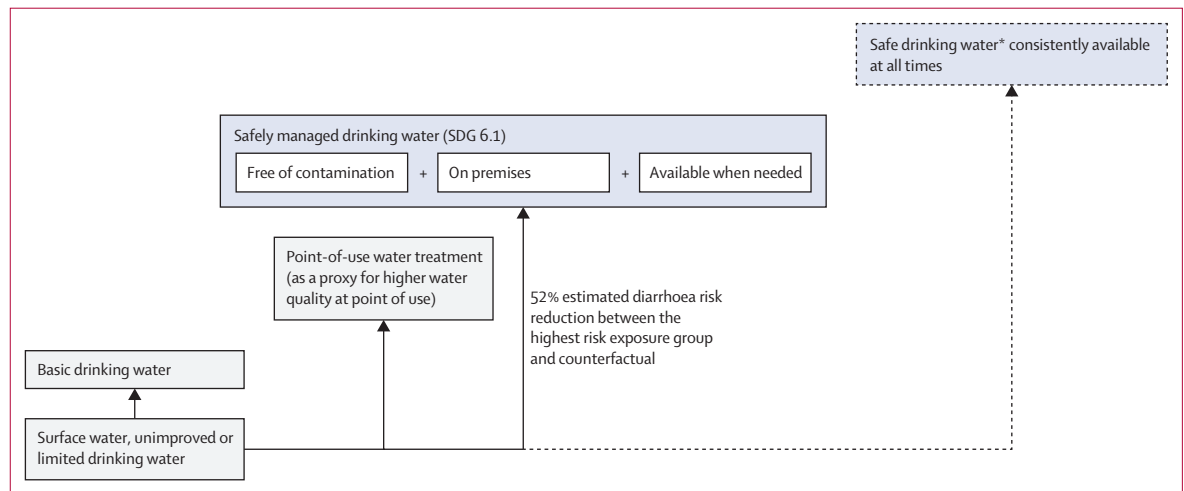 Safe drinking water* consistently available
at all times
Safely managed drinking water (SDG 6.1)
Free of contamination + On premises + Available when needed
Point-of-use water treatment
(as a proxy for higher water
quality at point of use)
52% estimated diarrhoea risk
reduction between the
highest risk exposure group
and counterfactual
Basic drinking water
Surface water, unimproved or
limited drinking water